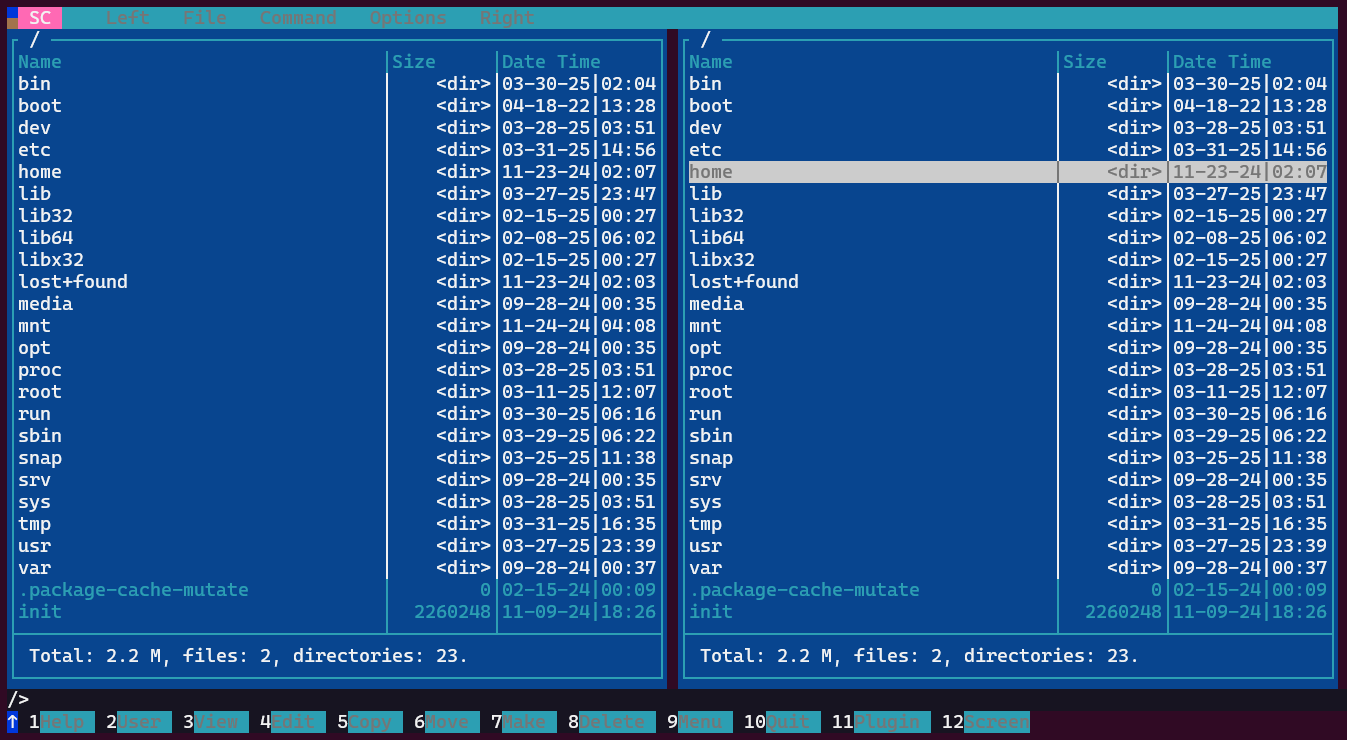 SC Left File Command Options Right
/ /
Name Size Date Time Name Size Date Time
bin <dir> 03-30-25|02:04 bin <dir> 03-30-25|02:04
boot <dir> 04-18-22|13:28 boot <dir> 04-18-22|13:28
dev <dir> 03-28-25|03:51 dev <dir> 03-28-25|03:51
etc <dir> 03-31-25|14:56 etc <dir> 03-31-25|14:56
home <dir> 11-23-24|02:07 home <dir> 11-23-24|02:07
lib <dir> 03-27-25|23:47 lib <dir> 03-27-25|23:47
lib32 <dir> 02-15-25|00:27 lib32 <dir> 02-15-25|00:27
lib64 <dir> 02-08-25|06:02 lib64 <dir> 02-08-25|06:02
libx32 <dir> 02-15-25|00:27 libx32 <dir> 02-15-25|00:27
lost+found <dir> 11-23-24|02:03 lost+found <dir> 11-23-24|02:03
media <dir> 09-28-24|00:35 media <dir> 09-28-24|00:35
mnt <dir> 11-24-24|04:08 mnt <dir> 11-24-24|04:08
opt <dir> 09-28-24|00:35 opt <dir> 09-28-24|00:35
proc <dir> 03-28-25|03:51 proc <dir> 03-28-25|03:51
root <dir> 03-11-25|12:07 root <dir> 03-11-25|12:07
run <dir> 03-30-25|06:16 run <dir> 03-30-25|06:16
sbin <dir> 03-29-25|06:22 sbin <dir> 03-29-25|06:22
snap <dir> 03-25-25|11:38 snap <dir> 03-25-25|11:38
srv <dir> 09-28-24|00:35 srv <dir> 09-28-24|00:35
sys <dir> 03-28-25|03:51 sys <dir> 03-28-25|03:51
tmp <dir> 03-31-25|16:35 tmp <dir> 03-31-25|16:35
usr <dir> 03-27-25|23:39 usr <dir> 03-27-25|23:39
var <dir> 09-28-24|00:37 var <dir> 09-28-24|00:37
.package-cache-mutate 0 02-15-24|00:09 .package-cache-mutate 0 02-15-24|00:09
init 2260248 11-09-24|18:26 init 2260248 11-09-24|18:26
Total: 2.2 M, files: 2, directories: 23. Total: 2.2 M, files: 2, directories: 23.
/>
↑ 1Help 2User 3View 4Edit 5Copy 6Move 7Make 8Delete 9Menu 10Quit 11Plugin 12Screen